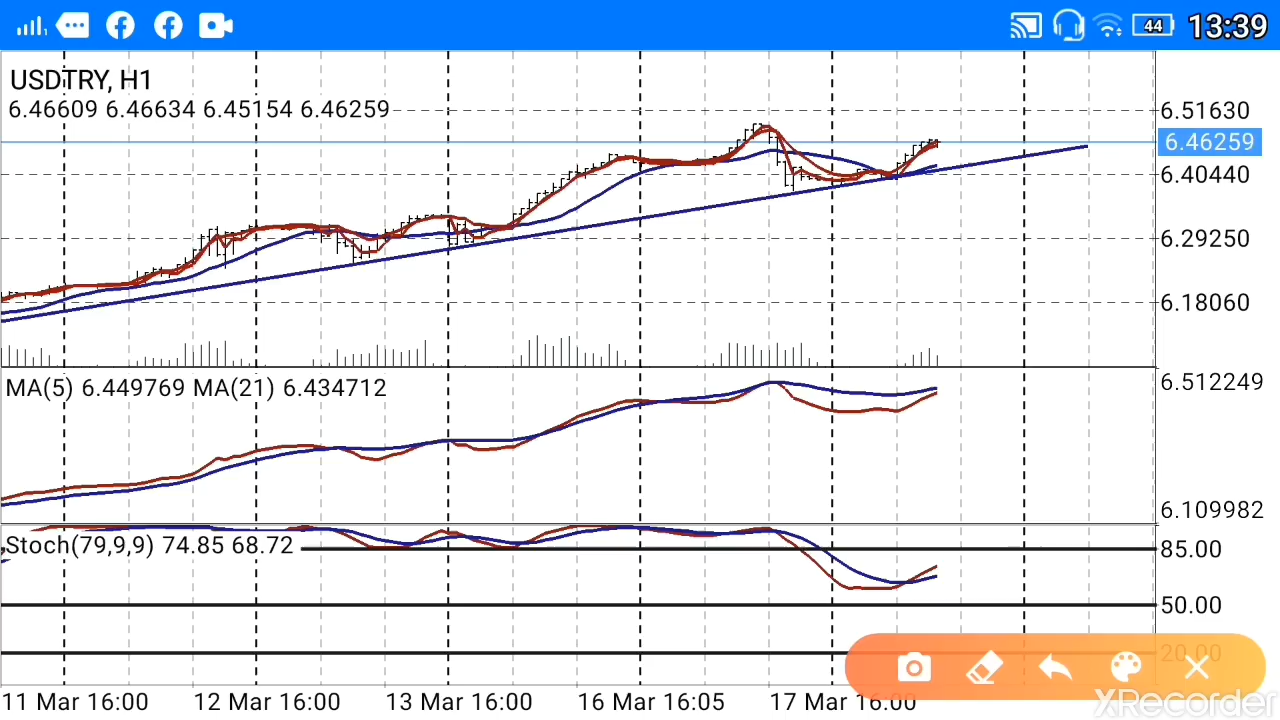 44 13:39
USDTRY, H1
6.46609 6.46634 6.45154 6.46259
6.51630
6.46259
6.40440
6.29250
6.18060
MA(5) 6.449769 MA(21) 6.434712
6.512249
6.109982
Stoch(79,9,9) 74.85 68.72
85.00
50.00
20.00
11 Mar 16:00 12 Mar 16:00 13 Mar 16:00 16 Mar 16:05 17 Mar 16:00
XRecorder